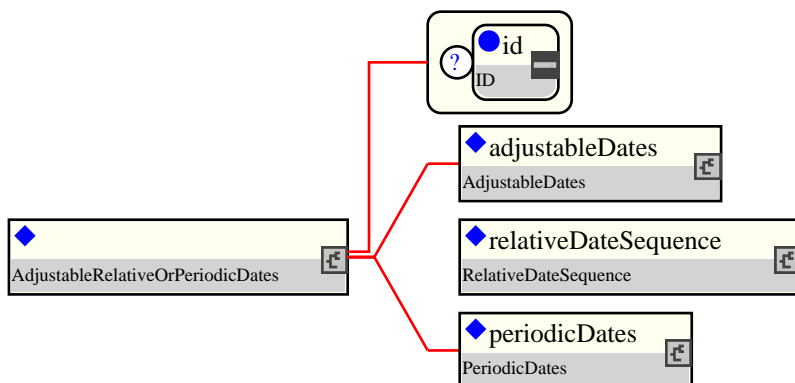 id
?
ID
adjustableDates
AdjustableDates
relativeDateSequence
AdjustableRelativeOrPeriodicDates
RelativeDateSequence
periodicDates
PeriodicDates